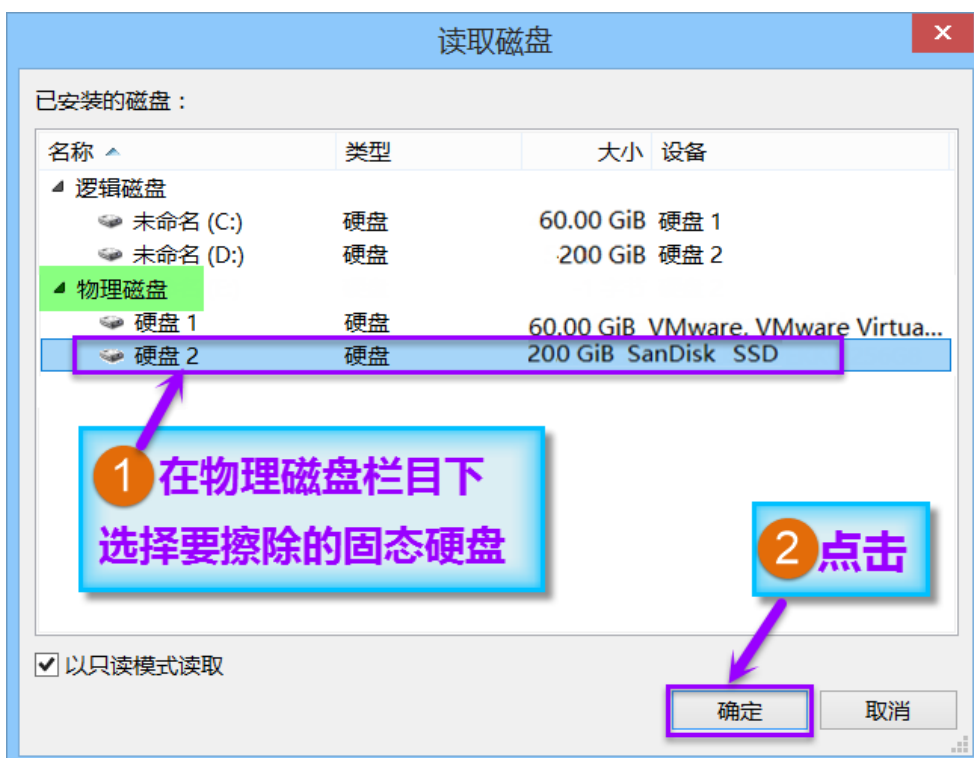 读取磁盘
已安装的磁盘：
名称 类型 大小 设备
逻辑磁盘
未命名 (C:) 硬盘 60.00 GiB 硬盘 1
未命名 (D:) 硬盘 200 GiB 硬盘 2
物理磁盘
硬盘 1 硬盘 60.00 GiB VMware, VMware Virtua...
硬盘 2 硬盘 200 GiB SanDisk SSD
1 在物理磁盘栏目下
选择要擦除的固态硬盘
2 点击
以只读模式读取
确定 取消